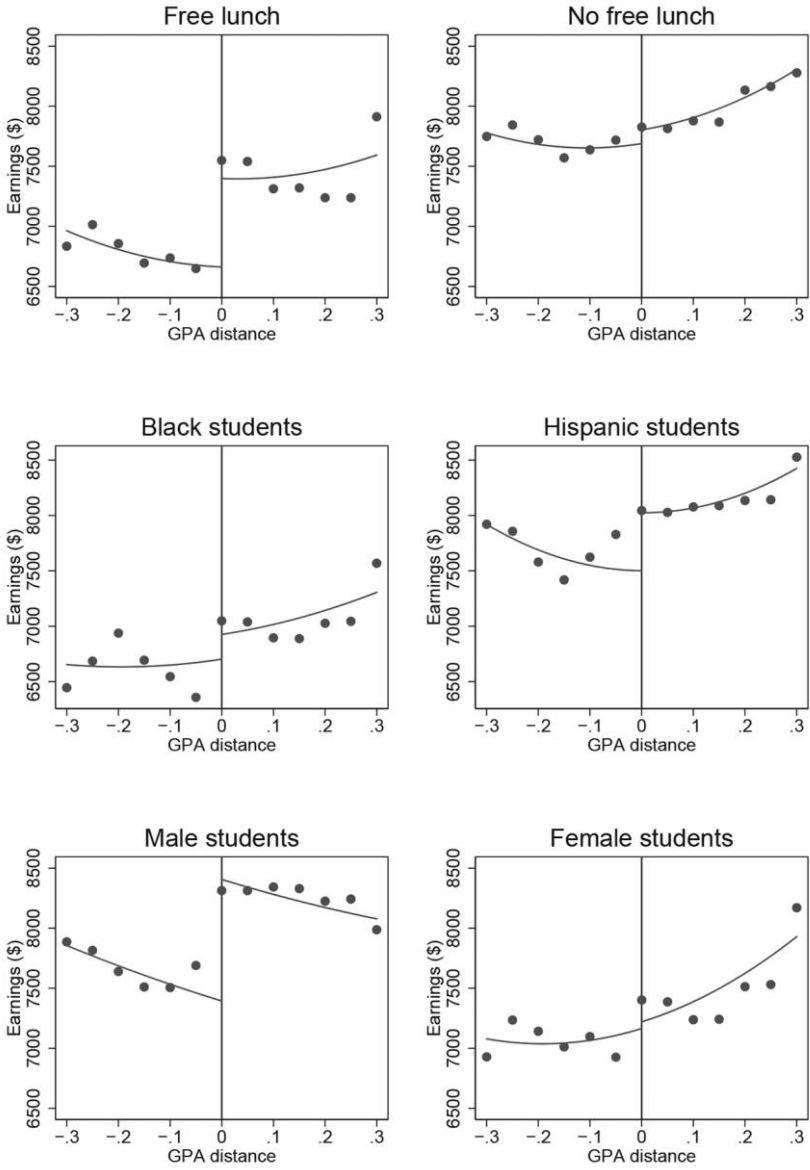 Free lunch
No free lunch
Earnings ($)
6500 7000 7500 8000 8500
−.3 −.2 −.1 0 .1 .2 .3
GPA distance
Earnings ($)
6500 7000 7500 8000 8500
−.3 −.2 −.1 0 .1 .2 .3
GPA distance
Black students
Hispanic students
Earnings ($)
6500 7000 7500 8000 8500
−.3 −.2 −.1 0 .1 .2 .3
GPA distance
Earnings ($)
6500 7000 7500 8000 8500
−.3 −.2 −.1 0 .1 .2 .3
GPA distance
Male students
Female students
Earnings ($)
6500 7000 7500 8000 8500
−.3 −.2 −.1 0 .1 .2 .3
GPA distance
Earnings ($)
6500 7000 7500 8000 8500
−.3 −.2 −.1 0 .1 .2 .3
GPA distance